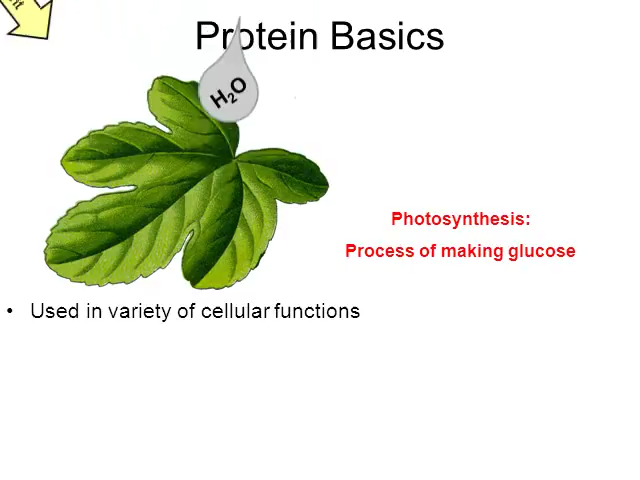 Protein Basics
H₂O
Photosynthesis:
Process of making glucose
• Used in variety of cellular functions